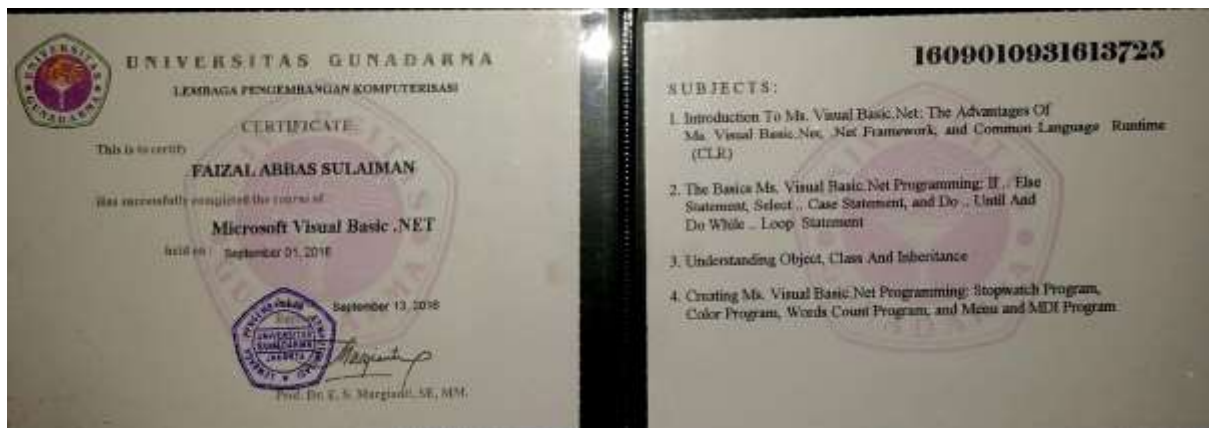 UNIVERSITAS GUNADARMA
LEMBAGA PENGEMBANGAN KOMPUTERISASI
CERTIFICATE
This is to certify
FAIZAL ABBAS SULAIMAN
Has successfully completed the course of
Microsoft Visual Basic .NET
held on : September 01, 2016
September 13, 2016
UNIVERSITAS
GUNADARMA
JAKARTA
Prof. Dr. E. S. Margianti, SE, MM.
1609010931613725
SUBJECTS:
1. Introduction To Ms. Visual Basic.Net: The Advantages Of
Ms. Visual Basic.Net, .Net Framework, and Common Language Runtime
(CLR)
2. The Basics Ms. Visual Basic.Net Programming: If .. Else
Statement, Select .. Case Statement, and Do .. Until And
Do While .. Loop Statement
3. Understanding Object, Class And Inheritance
4. Creating Ms. Visual Basic.Net Programming: Stopwatch Program,
Color Program, Words Count Program, and Menu and MDI Program